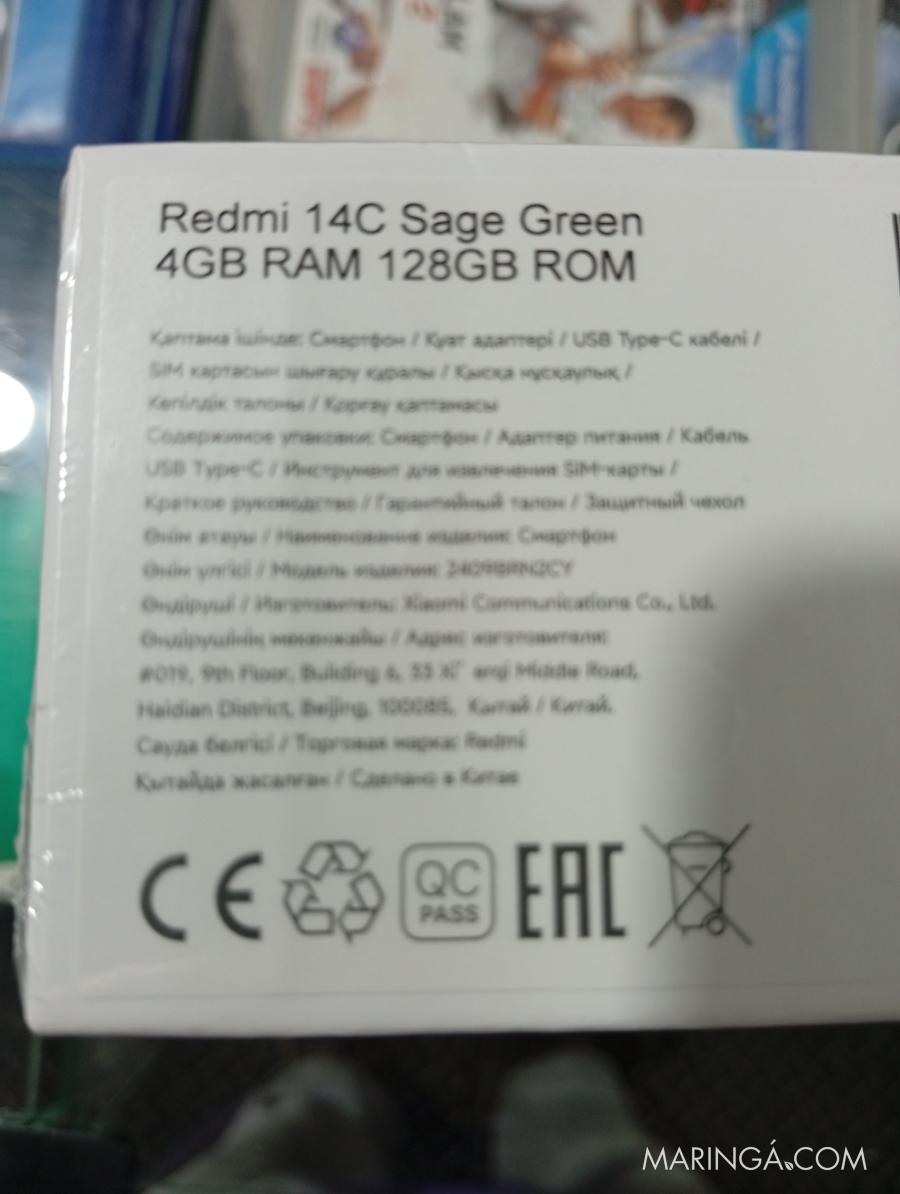 Redmi 14C Sage Green
4GB RAM 128GB ROM
Қаптама ішінде: Смартфон / Қуат адаптері / USB Type-C кабелі /
SIM картасын шығару құралы / Қысқа нұсқаулық /
Кепілдік талоны / Қорғау қаптамасы
Содержимое упаковки: Смартфон / Адаптер питания / Кабель
USB Type-C / Инструмент для извлечения SIM-карты /
Краткое руководство / Гарантийный талон / Защитный чехол
Өнім атауы / Наименование изделия: Смартфон
Өнім үлгісі / Модель изделия:
Өндіруші / Изготовитель: Xiaomi Communications Co., Ltd.
Өндірушінің мекенжайы / Адрес изготовителя:
#019, 9th Floor, Building 6, 33 Xi' erqi Middle Road,
Haidian District, Beijing, 100085, Қытай / Китай.
Сауда белгісі / Торговая марка: Redmi
Қытайда жасалған / Сделано в Китае
CE
QC
PASS
EAC
MARINGÁ.COM